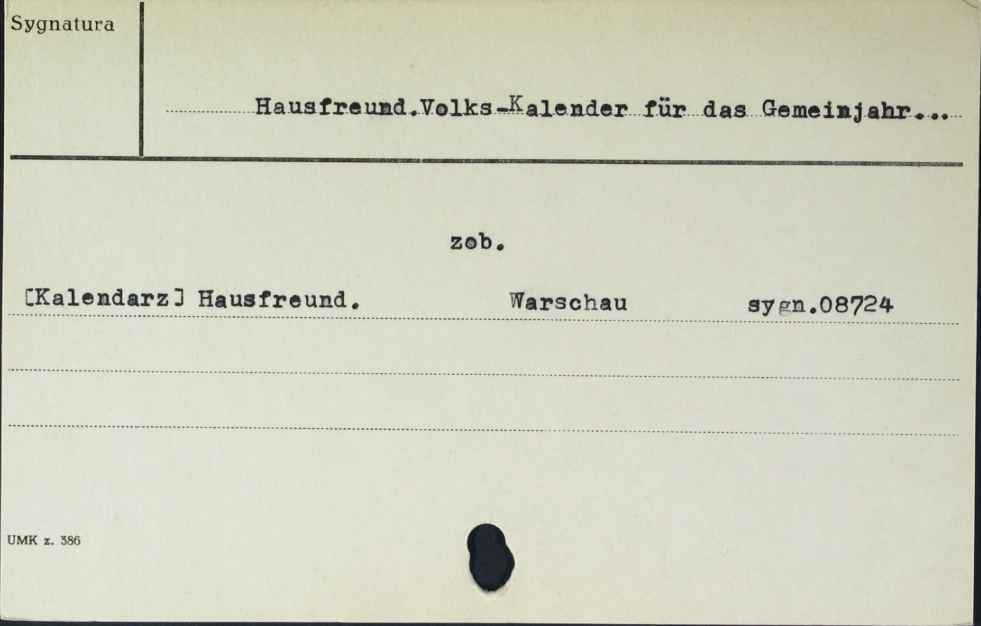 Sygnatura
Hausfreund.Volks-Kalender für das Gemeinjahr...
zob.
[Kalendarz] Hausfreund. Warschau sygn.08724
UMK z. 386